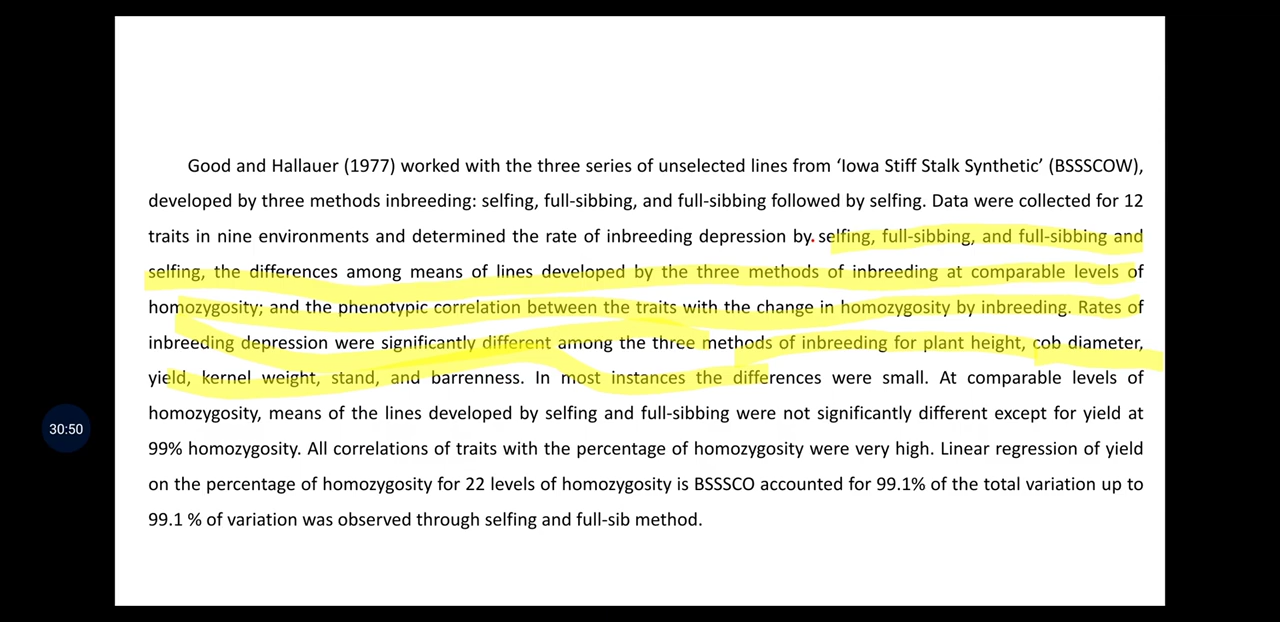 Good and Hallauer (1977) worked with the three series of unselected lines from ‘Iowa Stiff Stalk Synthetic’ (BSSSCOW),
developed by three methods inbreeding: selfing, full-sibbing, and full-sibbing followed by selfing. Data were collected for 12
traits in nine environments and determined the rate of inbreeding depression by. selfing, full-sibbing, and full-sibbing and
selfing, the differences among means of lines developed by the three methods of inbreeding at comparable levels of
homozygosity; and the phenotypic correlation between the traits with the change in homozygosity by inbreeding. Rates of
inbreeding depression were significantly different among the three methods of inbreeding for plant height, cob diameter,
yield, kernel weight, stand, and barrenness. In most instances the differences were small. At comparable levels of
30:50
homozygosity, means of the lines developed by selfing and full-sibbing were not significantly different except for yield at
99% homozygosity. All correlations of traits with the percentage of homozygosity were very high. Linear regression of yield
on the percentage of homozygosity for 22 levels of homozygosity is BSSSCO accounted for 99.1% of the total variation up to
99.1 % of variation was observed through selfing and full-sib method.